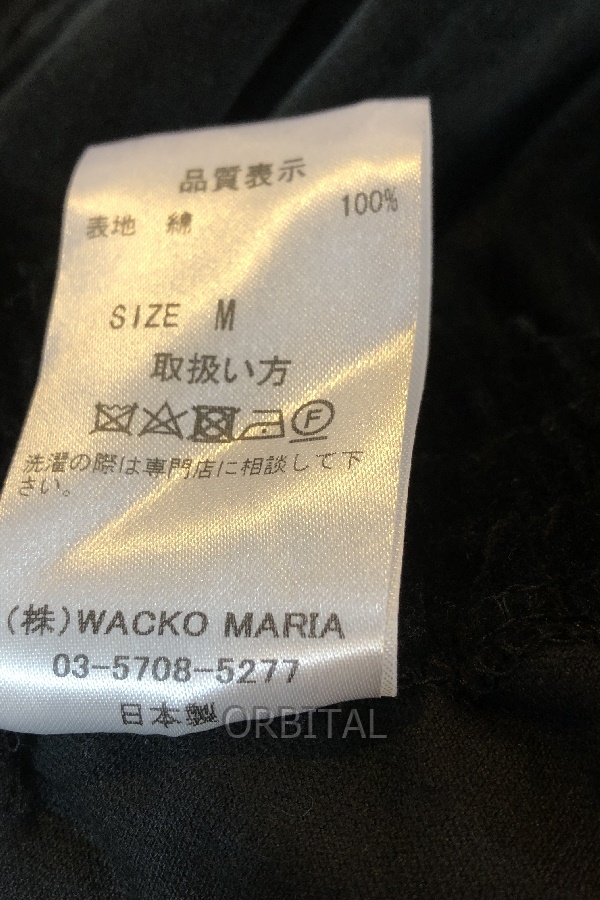 品質表示
表地 綿 100%
SIZE M
取扱い方
F
洗濯の際は専門店に相談して下
さい。
(株)WACKO MARIA
03-5708-5277
日本製
ORBITAL